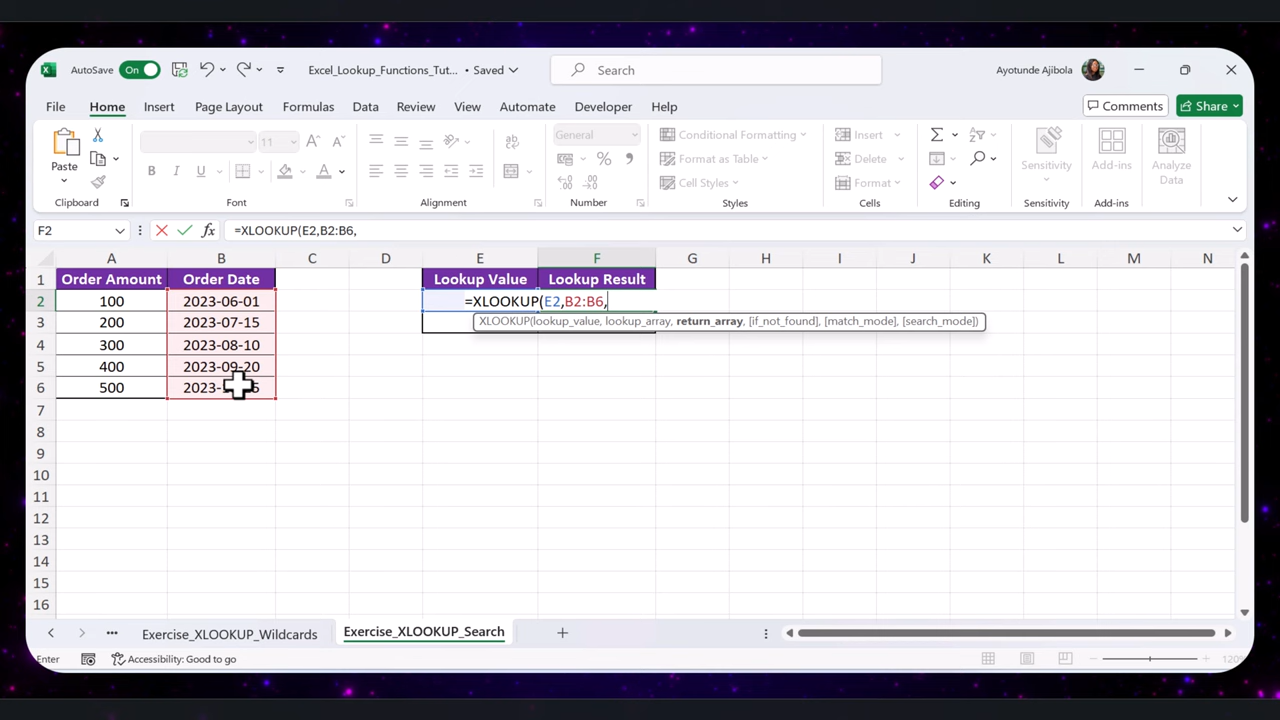 AutoSave On Excel_Lookup_Functions_Tut... • Saved Search Ayotunde Ajibola
File Home Insert Page Layout Formulas Data Review View Automate Developer Help Comments Share
Paste General 11 Conditional Formatting Insert Sensitivity Add-ins Analyze Data
B I U A Format as Table Delete
Cell Styles Format
Clipboard Font Alignment Number Styles Cells Editing Sensitivity Add-ins
F2 fx =XLOOKUP(E2,B2:B6,
A B C D E F G H I J K L M N
1 Order Amount Order Date Lookup Value Lookup Result
2 100 2023-06-01 =XLOOKUP(E2,B2:B6,
3 200 2023-07-15 XLOOKUP(lookup_value, lookup_array, return_array, [if_not_found], [match_mode], [search_mode])
4 300 2023-08-10
5 400 2023-09-20
6 500
7
8
9
10
11
12
13
14
15
16
Exercise_XLOOKUP_Wildcards Exercise_XLOOKUP_Search
Enter Accessibility: Good to go 120%